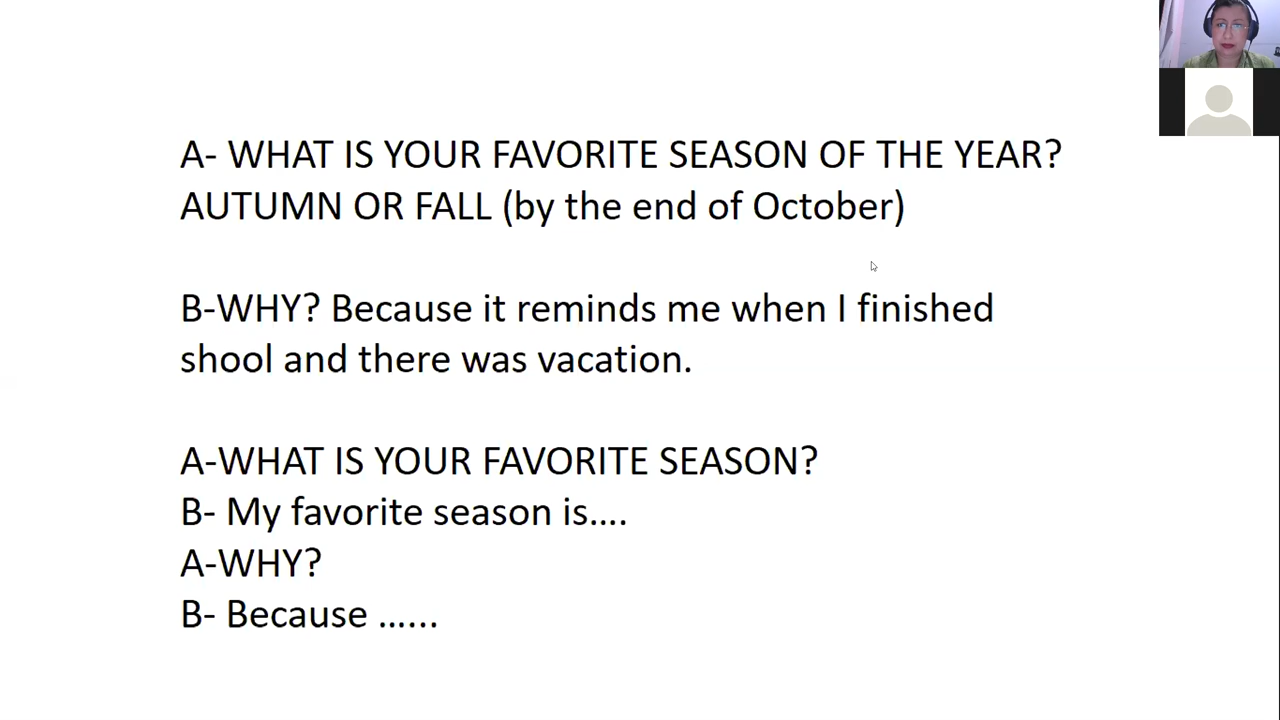 A- WHAT IS YOUR FAVORITE SEASON OF THE YEAR?
AUTUMN OR FALL (by the end of October)
B-WHY? Because it reminds me when I finished
shool and there was vacation.
A-WHAT IS YOUR FAVORITE SEASON?
B- My favorite season is....
A-WHY?
B- Because ......